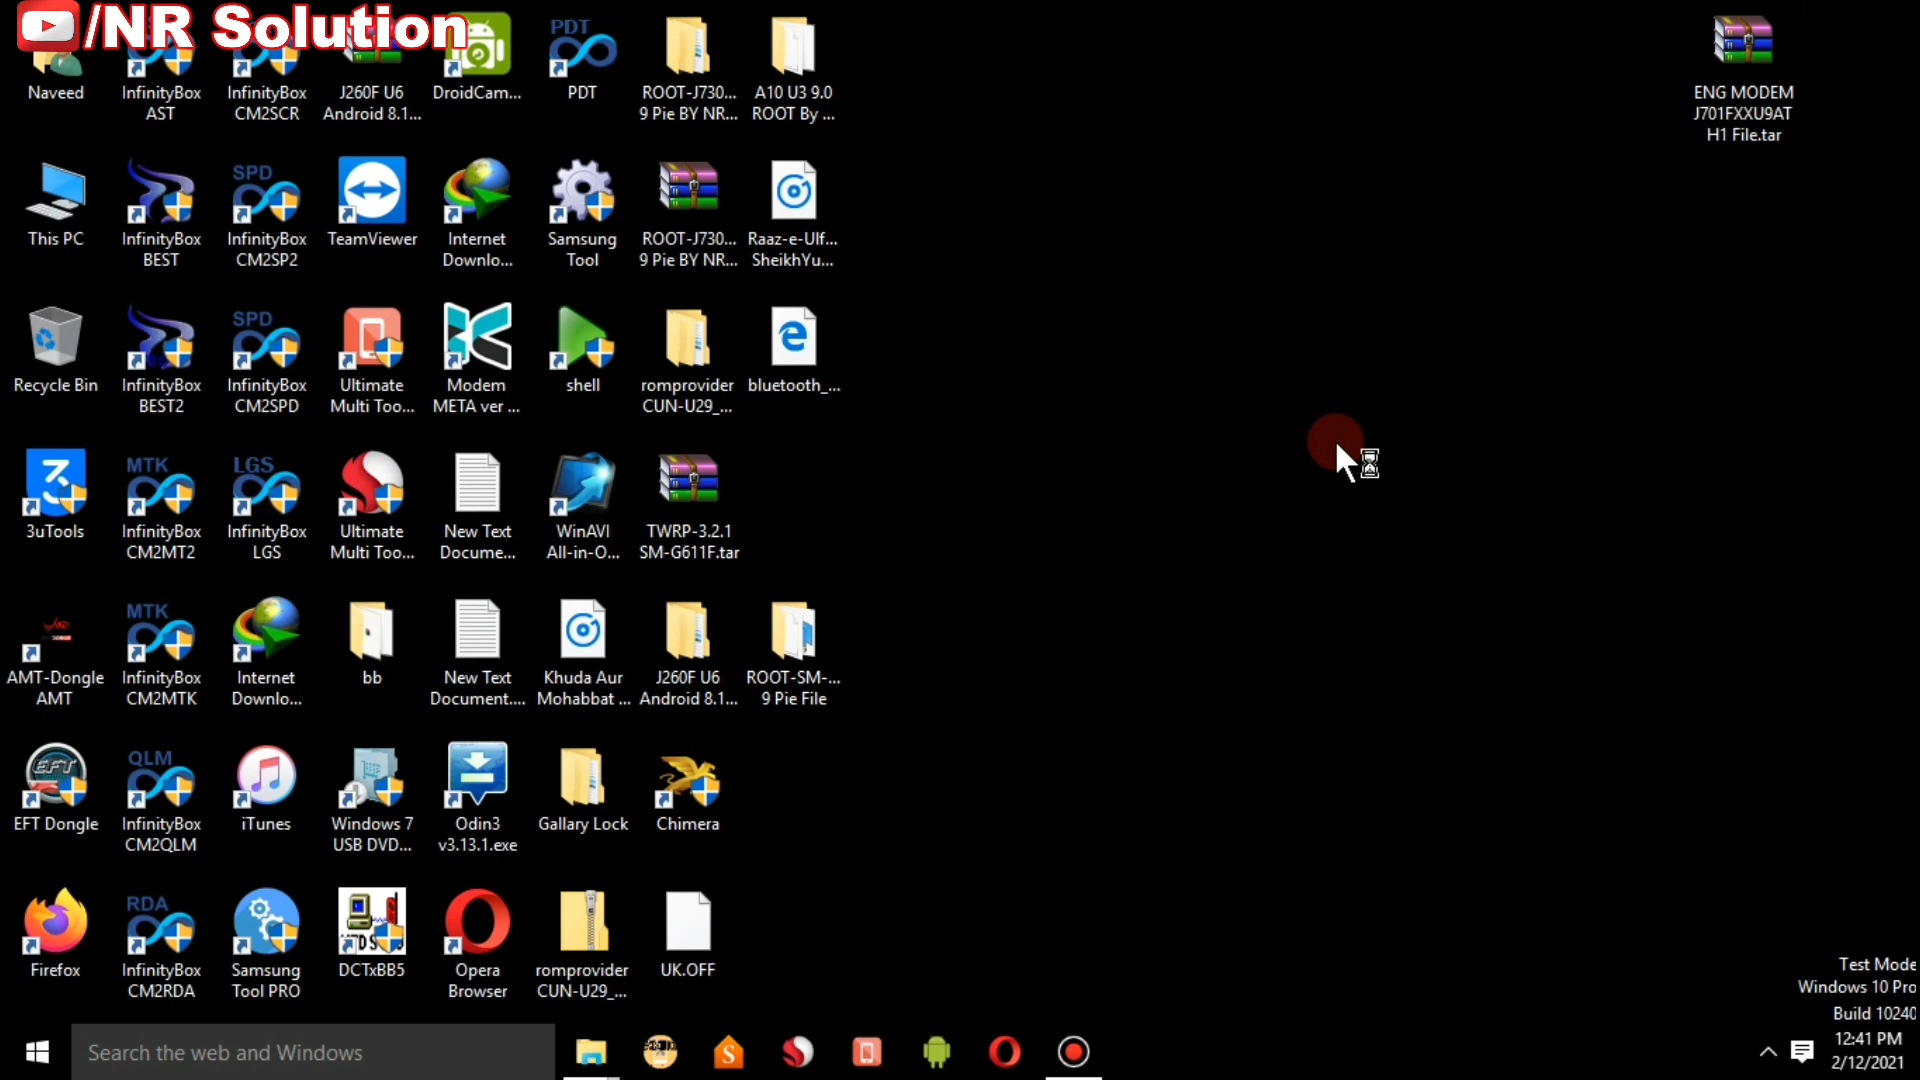 /NR Solution
Naveed
InfinityBox
AST
InfinityBox
CM2SCR
J260F U6
Android 8.1...
DroidCam...
PDT
PDT
ROOT-J730...
9 Pie BY NR...
A10 U3 9.0
ROOT By ...
ENG MODEM
J701FXXU9AT
H1 File.tar
This PC
InfinityBox
BEST
SPD
InfinityBox
CM2SP2
TeamViewer
Internet
Downlo...
Samsung
Tool
ROOT-J730...
9 Pie BY NR...
Raaz-e-Ulf...
SheikhYu...
Recycle Bin
InfinityBox
BEST2
SPD
InfinityBox
CM2SPD
Ultimate
Multi Too...
Modem
META ver ...
shell
romprovider
CUN-U29_...
bluetooth_...
3uTools
MTK
InfinityBox
CM2MT2
LGS
InfinityBox
LGS
Ultimate
Multi Too...
New Text
Docume...
WinAVI
All-in-O...
TWRP-3.2.1
SM-G611F.tar
AMT-Dongle
AMT
MTK
InfinityBox
CM2MTK
Internet
Downlo...
bb
New Text
Document....
Khuda Aur
Mohabbat ...
J260F U6
Android 8.1...
ROOT-SM-...
9 Pie File
EFT
EFT Dongle
QLM
InfinityBox
CM2QLM
iTunes
Windows 7
USB DVD...
Odin3
v3.13.1.exe
Gallary Lock
Chimera
Firefox
RDA
InfinityBox
CM2RDA
Samsung
Tool PRO
DCTxBB5
Opera
Browser
romprovider
CUN-U29_...
UK.OFF
Test Mode
Windows 10 Pro
Build 10240
Search the web and Windows
12:41 PM
2/12/2021